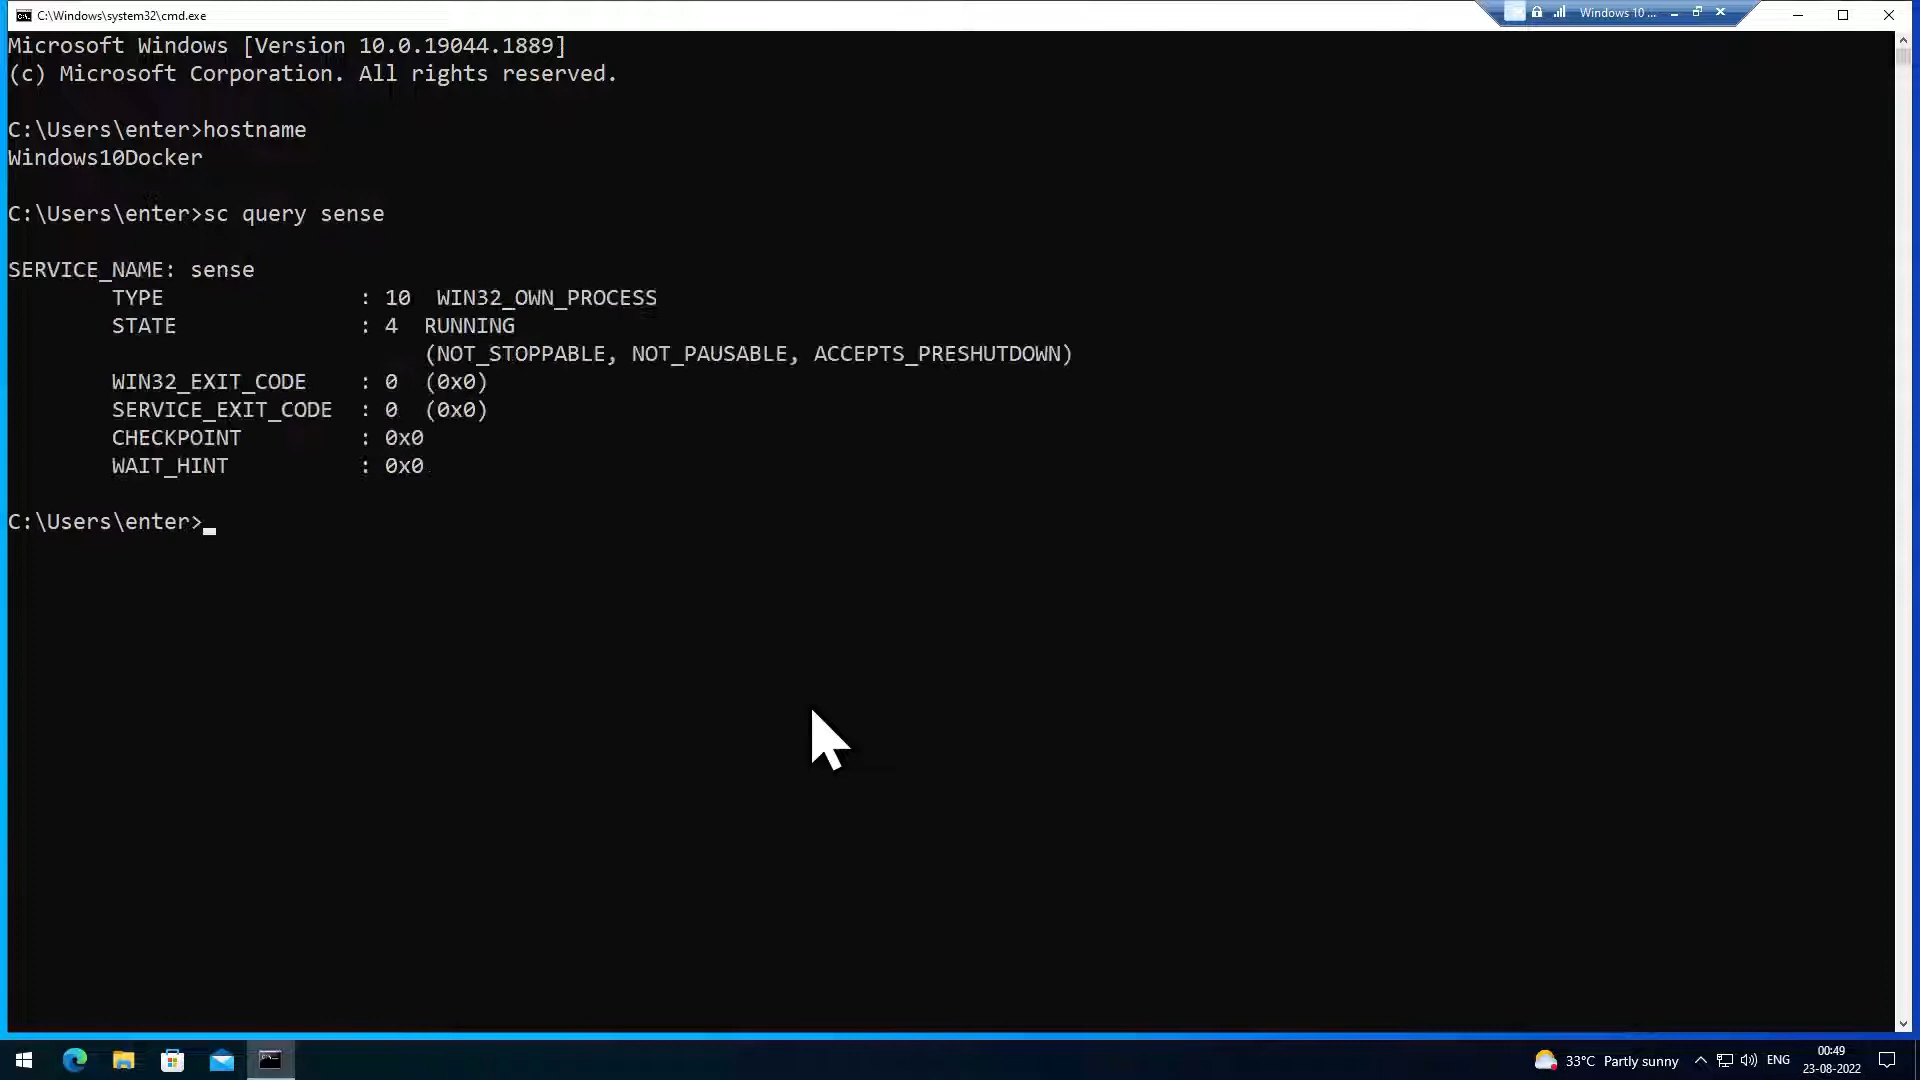 C:\Windows\system32\cmd.exe
Windows 10 ...
Microsoft Windows [Version 10.0.19044.1889]
(c) Microsoft Corporation. All rights reserved.
C:\Users\enter>hostname
Windows10Docker
C:\Users\enter>sc query sense
SERVICE_NAME: sense
TYPE : 10 WIN32_OWN_PROCESS
STATE : 4 RUNNING
(NOT_STOPPABLE, NOT_PAUSABLE, ACCEPTS_PRESHUTDOWN)
WIN32_EXIT_CODE : 0 (0x0)
SERVICE_EXIT_CODE : 0 (0x0)
CHECKPOINT : 0x0
WAIT_HINT : 0x0
C:\Users\enter>
33°C Partly sunny
ENG
00:49
23-08-2022